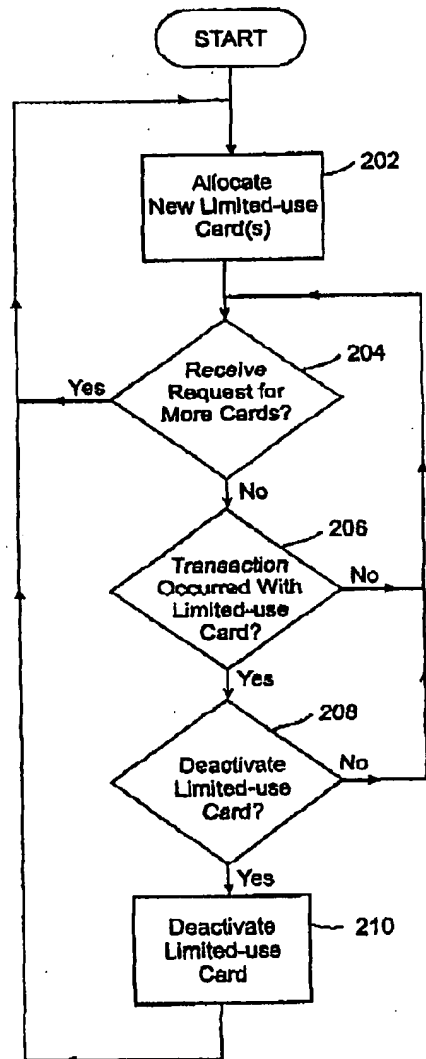 START
202
Allocate
New Limited-use
Card(s)
204
Receive
Request for
More Cards?
Yes
No
206
Transaction
Occurred With
Limited-use
Card?
No
Yes
208
Deactivate
Limited-use
Card?
No
Yes
210
Deactivate
Limited-use
Card